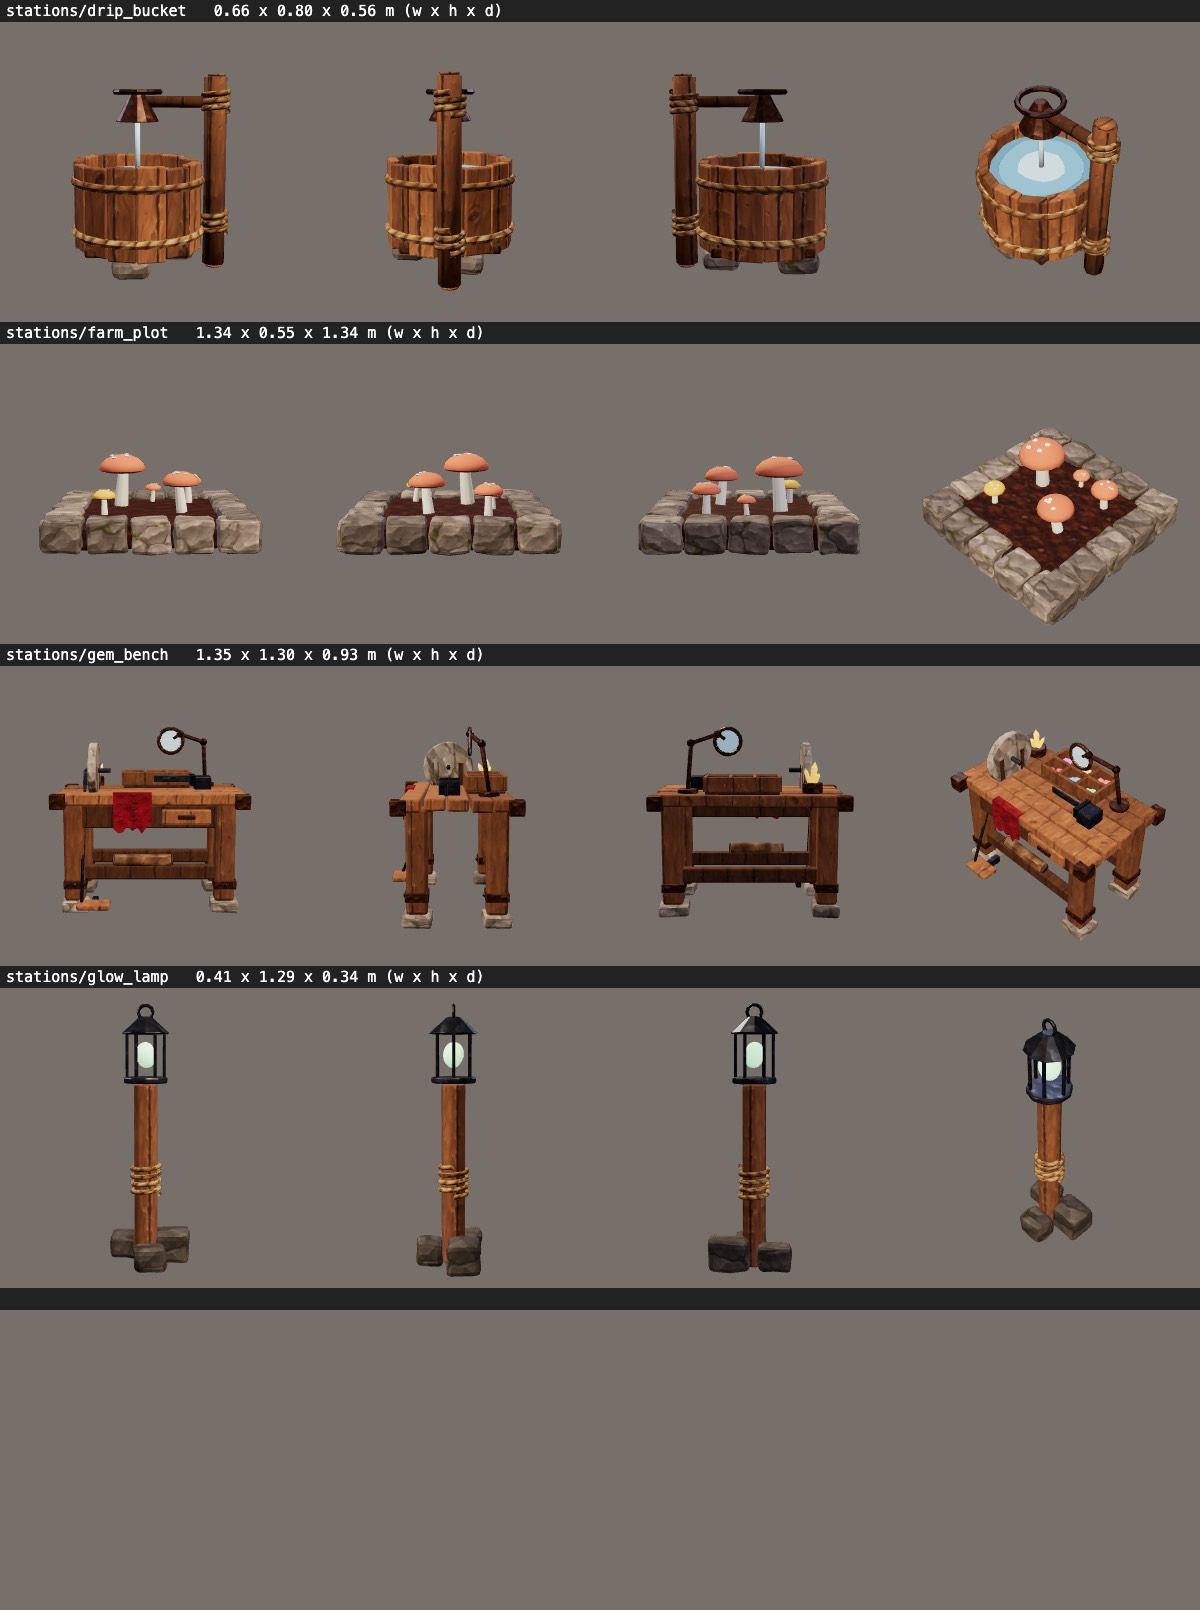 stations/drip_bucket 0.66 x 0.80 x 0.56 m (w x h x d)
stations/farm_plot 1.34 x 0.55 x 1.34 m (w x h x d)
stations/gem_bench 1.35 x 1.30 x 0.93 m (w x h x d)
stations/glow_lamp 0.41 x 1.29 x 0.34 m (w x h x d)